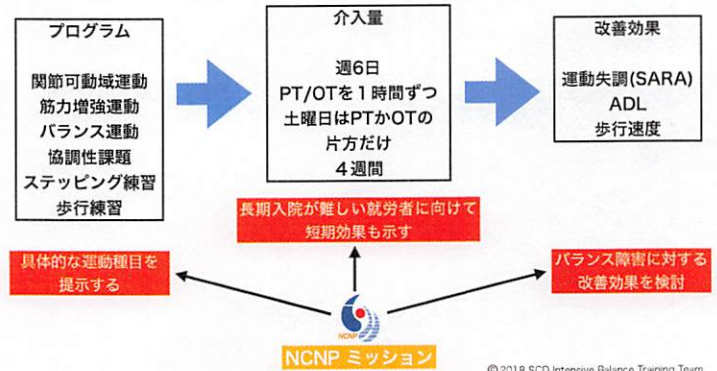 プログラム
関節可動域運動
筋力増強運動
バランス運動
協調性課題
ステッピング練習
歩行練習
介入量
週6日
PT/OTを1時間ずつ
土曜日はPTかOTの
片方だけ
4週間
改善効果
運動失調(SARA)
ADL
歩行速度
長期入院が難しい就労者に向けて
短期効果も示す
具体的な運動種目を
提示する
バランス障害に対する
改善効果を検討
NCNP
NCNP ミッション
© 2018 SCD Intensive Balance Training Team